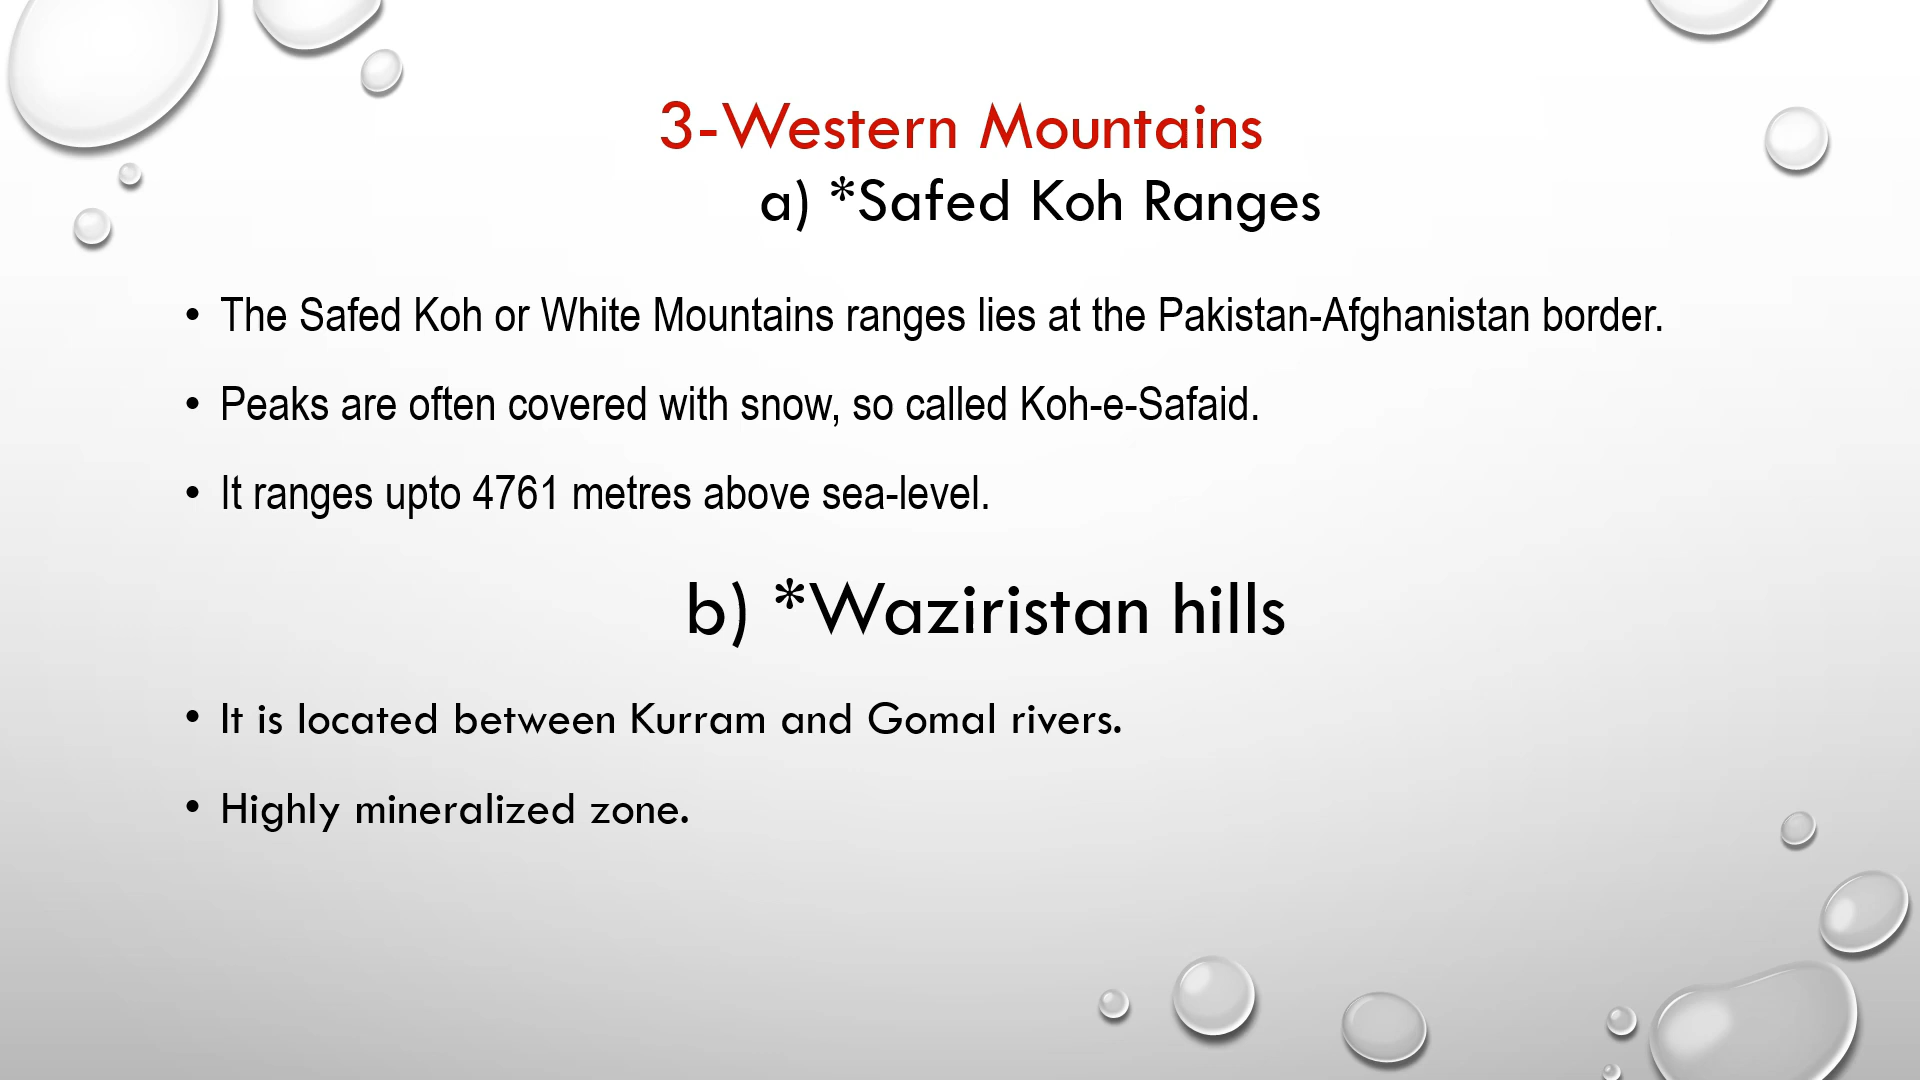 3-Western Mountains
a) *Safed Koh Ranges
• The Safed Koh or White Mountains ranges lies at the Pakistan-Afghanistan border.
• Peaks are often covered with snow, so called Koh-e-Safaid.
• It ranges upto 4761 metres above sea-level.
b) *Waziristan hills
• It is located between Kurram and Gomal rivers.
• Highly mineralized zone.